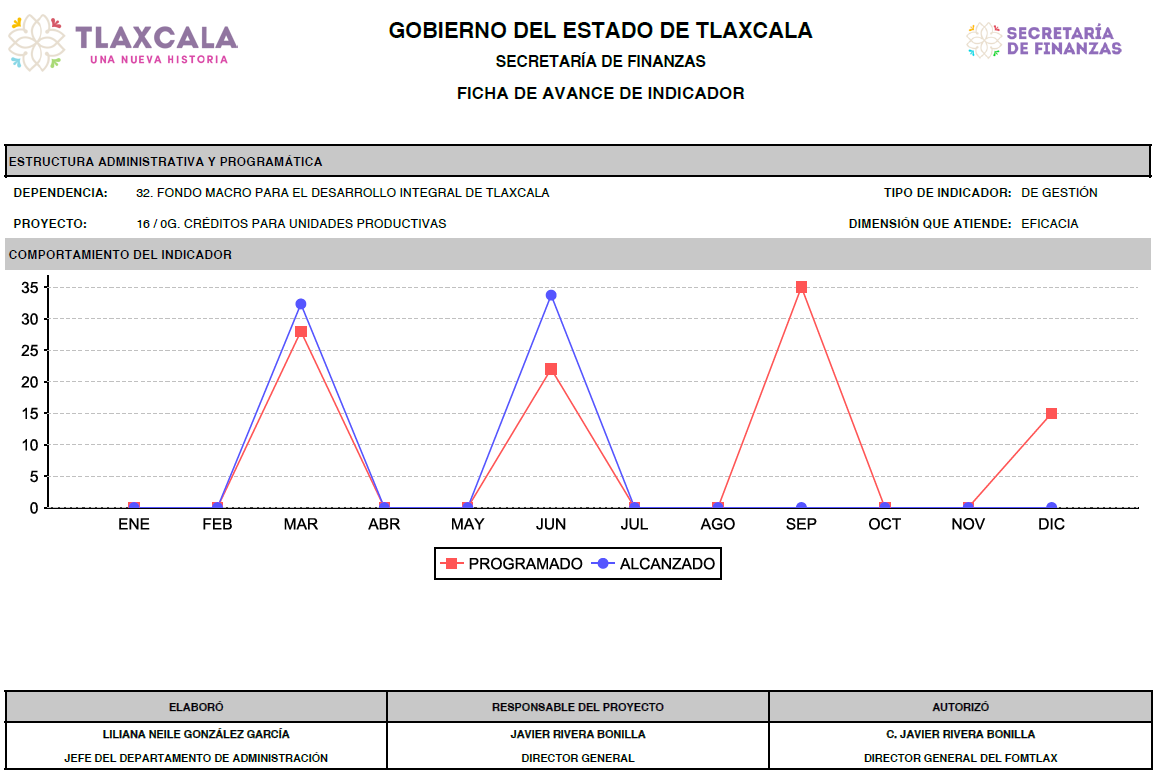 TLAXCALA
UNA NUEVA HISTORIA
GOBIERNO DEL ESTADO DE TLAXCALA
SECRETARÍA DE FINANZAS
FICHA DE AVANCE DE INDICADOR
SECRETARÍA
DE FINANZAS
ESTRUCTURA ADMINISTRATIVA Y PROGRAMÁTICA
DEPENDENCIA: 32. FONDO MACRO PARA EL DESARROLLO INTEGRAL DE TLAXCALA TIPO DE INDICADOR: DE GESTIÓN
PROYECTO: 16 / 0G. CRÉDITOS PARA UNIDADES PRODUCTIVAS DIMENSIÓN QUE ATIENDE: EFICACIA
COMPORTAMIENTO DEL INDICADOR
35
30
25
20
15
10
5
0
ENE FEB MAR ABR MAY JUN JUL AGO SEP OCT NOV DIC
PROGRAMADO ALCANZADO
ELABORÓ RESPONSABLE DEL PROYECTO AUTORIZÓ
LILIANA NEILE GONZÁLEZ GARCÍA JAVIER RIVERA BONILLA C. JAVIER RIVERA BONILLA
JEFE DEL DEPARTAMENTO DE ADMINISTRACIÓN DIRECTOR GENERAL DIRECTOR GENERAL DEL FOMTLAX